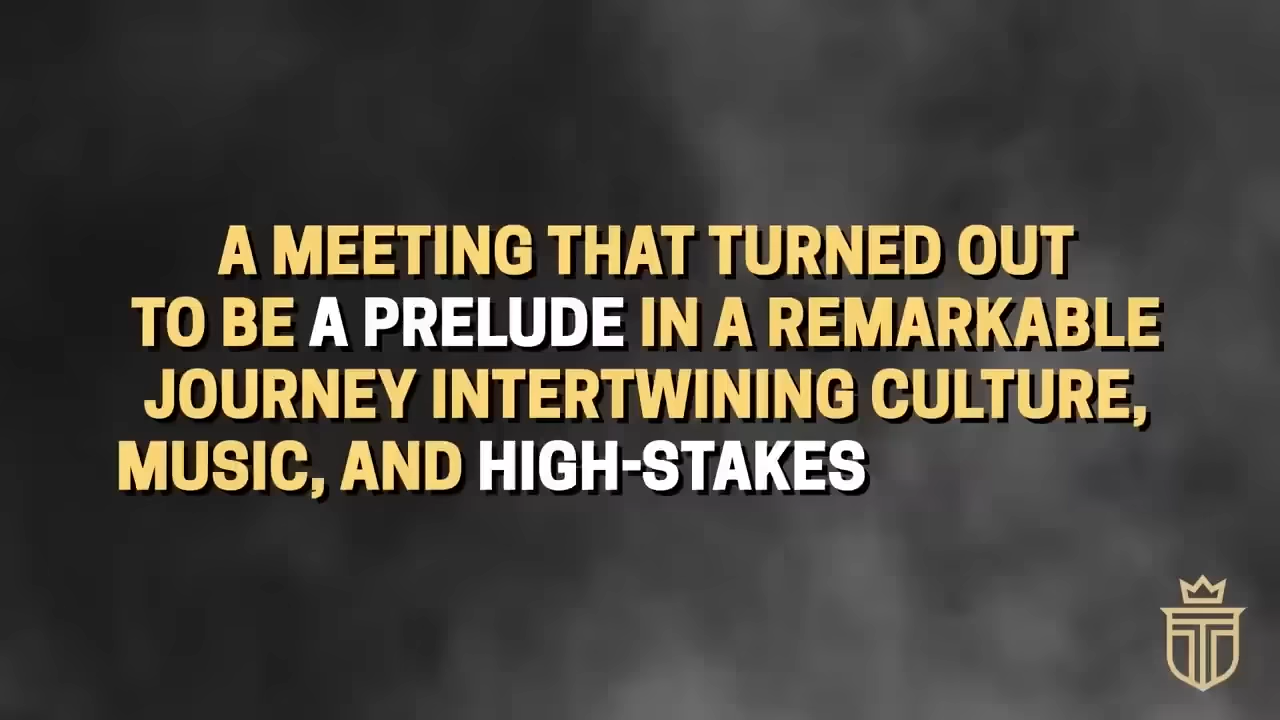 A MEETING THAT TURNED OUT
TO BE A PRELUDE IN A REMARKABLE
JOURNEY INTERTWINING CULTURE,
MUSIC, AND HIGH-STAKES